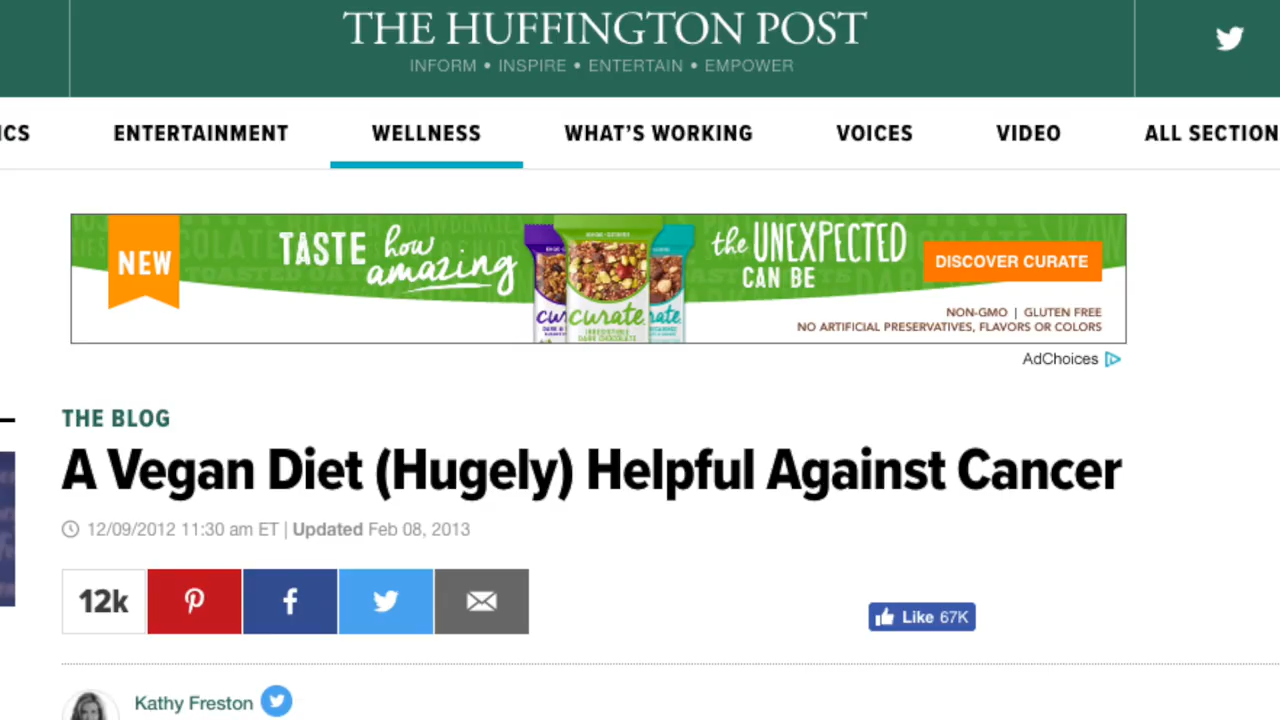 THE HUFFINGTON POST
INFORM • INSPIRE • ENTERTAIN • EMPOWER
ICS ENTERTAINMENT WELLNESS WHAT'S WORKING VOICES VIDEO ALL SECTION
NEW
TASTE how amazing
the UNEXPECTED
CAN BE
DISCOVER CURATE
curate
NON-GMO | GLUTEN FREE
NO ARTIFICIAL PRESERVATIVES, FLAVORS OR COLORS
AdChoices
THE BLOG
A Vegan Diet (Hugely) Helpful Against Cancer
12/09/2012 11:30 am ET | Updated Feb 08, 2013
12k
Like 67K
Kathy Freston